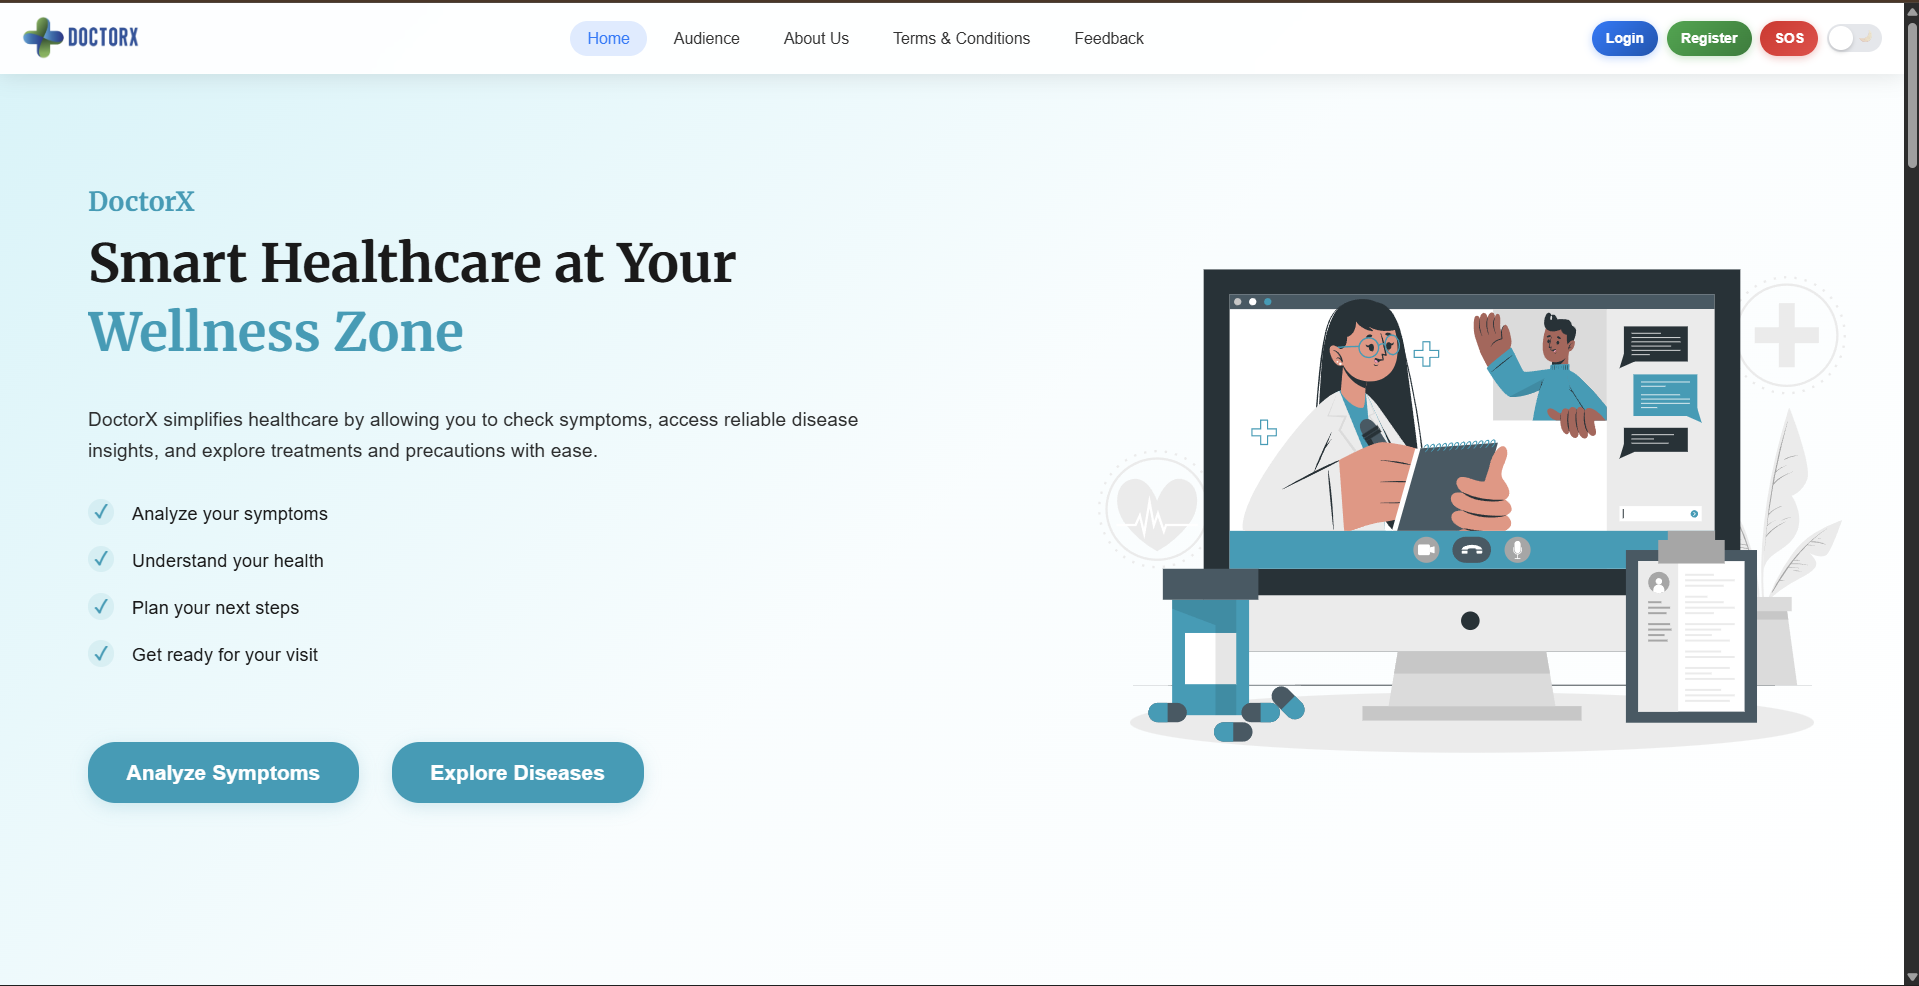 DOCTORX
Home
Audience
About Us
Terms & Conditions
Feedback
Login
Register
SOS
DoctorX
Smart Healthcare at Your
Wellness Zone
DoctorX simplifies healthcare by allowing you to check symptoms, access reliable disease
insights, and explore treatments and precautions with ease.
Analyze your symptoms
Understand your health
Plan your next steps
Get ready for your visit
Analyze Symptoms
Explore Diseases